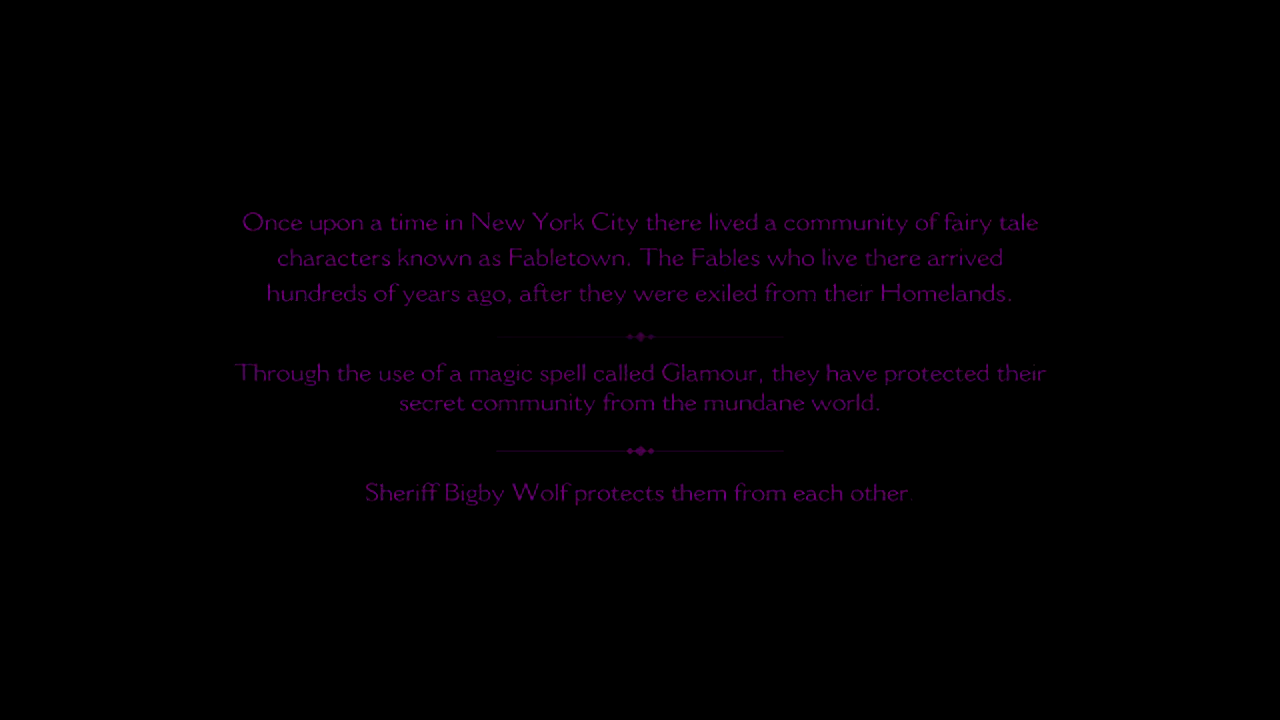 Once upon a time in New York City there lived a community of fairy tale
characters known as Fabletown. The Fables who live there arrived
hundreds of years ago, after they were exiled from their Homelands.
Through the use of a magic spell called Glamour, they have protected their
secret community from the mundane world.
Sheriff Bigby Wolf protects them from each other.